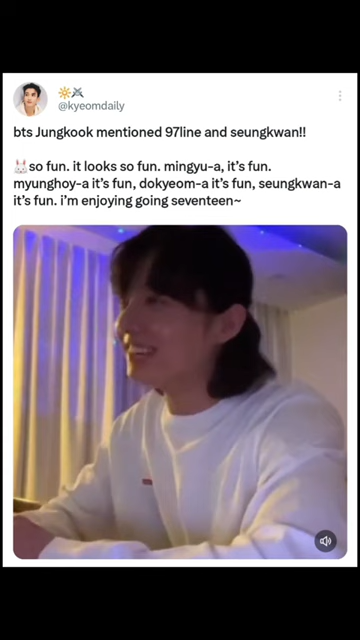 🔆⚔️
@kyeomdaily
bts Jungkook mentioned 97line and seungkwan!!
🐰so fun. it looks so fun. mingyu-a, it's fun.
myunghoy-a it's fun, dokyeom-a it's fun, seungkwan-a
it's fun. i'm enjoying going seventeen~